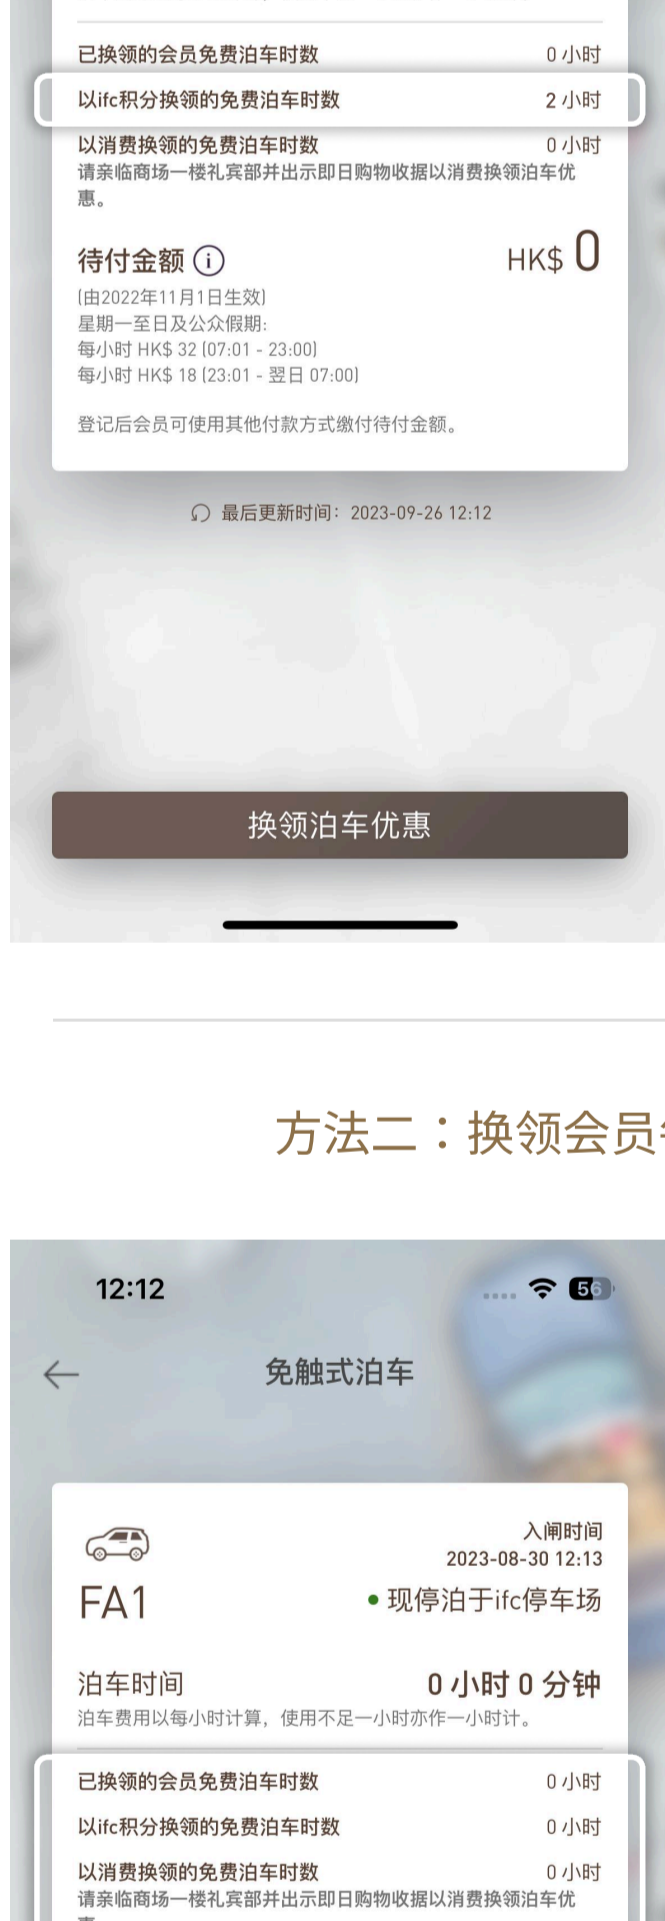 已换领的会员免费泊车时数 0 小时
以ifc积分换领的免费泊车时数 2 小时
以消费换领的免费泊车时数 0 小时
请亲临商场一楼礼宾部并出示即日购物收据以消费换领泊车优
惠。
待付金额 i HK$ 0
(由2022年11月1日生效)
星期一至日及公众假期:
每小时 HK$ 32 (07:01 - 23:00)
每小时 HK$ 18 (23:01 - 翌日 07:00)
登记后会员可使用其他付款方式缴付待付金额。
最后更新时间: 2023-09-26 12:12
换领泊车优惠
方法二：换领会员
12:12 56
免触式泊车
入闸时间
2023-08-30 12:13
FA1 现停泊于ifc停车场
泊车时间 0 小时 0 分钟
泊车费用以每小时计算，使用不足一小时亦作一小时计。
已换领的会员免费泊车时数 0 小时
以ifc积分换领的免费泊车时数 0 小时
以消费换领的免费泊车时数 0 小时
请亲临商场一楼礼宾部并出示即日购物收据以消费换领泊车优